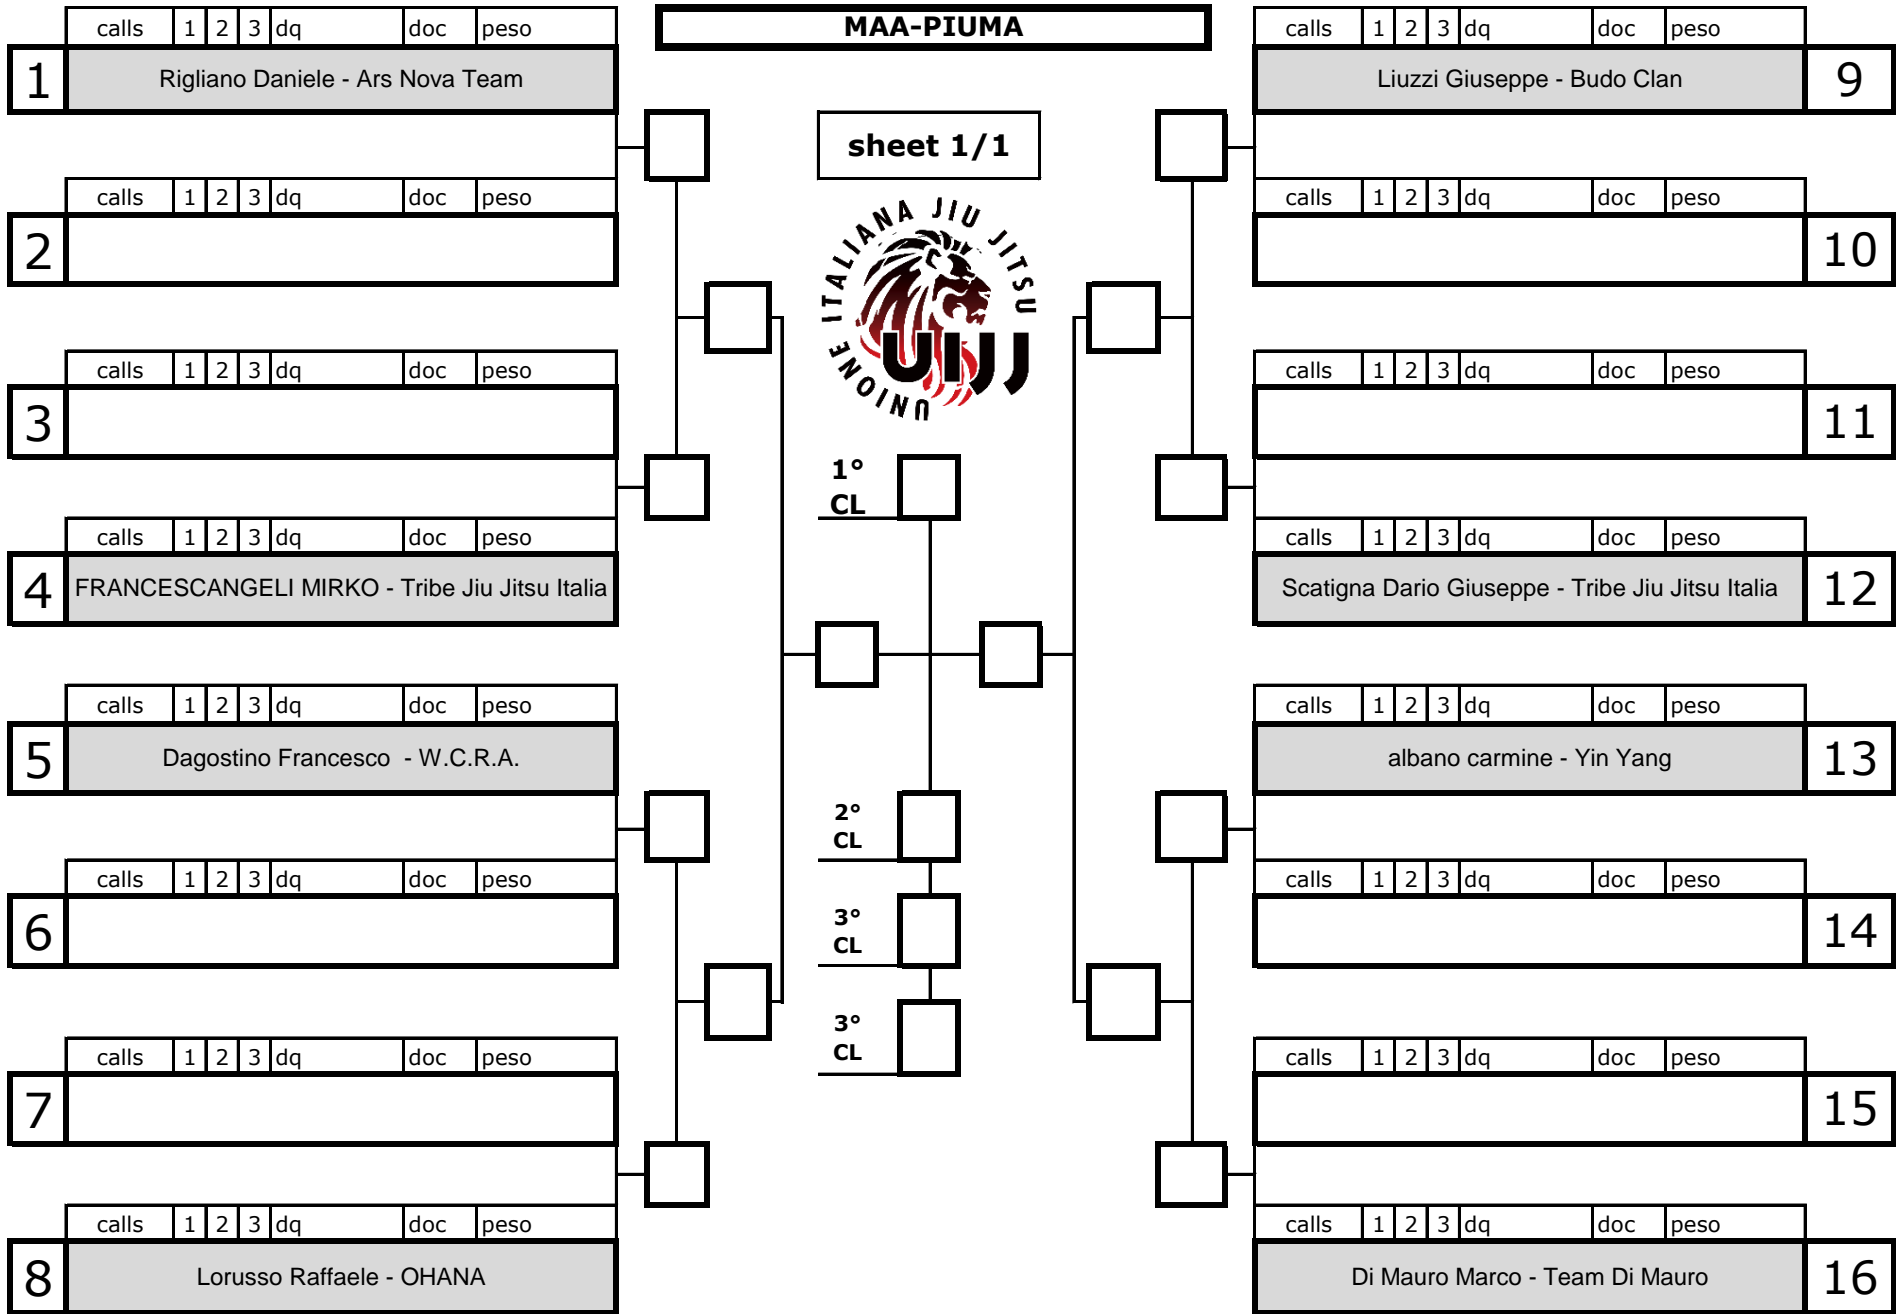 MAA-PIUMA
sheet 1/1
UNIONE ITALIANA JIU JITSU
UIJJ
calls 1 2 3 dq doc peso
1 Rigliano Daniele - Ars Nova Team
calls 1 2 3 dq doc peso
2
calls 1 2 3 dq doc peso
3
calls 1 2 3 dq doc peso
4 FRANCESCANGELI MIRKO - Tribe Jiu Jitsu Italia
calls 1 2 3 dq doc peso
5 Dagostino Francesco - W.C.R.A.
calls 1 2 3 dq doc peso
6
calls 1 2 3 dq doc peso
7
calls 1 2 3 dq doc peso
8 Lorusso Raffaele - OHANA
1°
CL
2°
CL
3°
CL
3°
CL
calls 1 2 3 dq doc peso
Liuzzi Giuseppe - Budo Clan 9
calls 1 2 3 dq doc peso
10
calls 1 2 3 dq doc peso
11
calls 1 2 3 dq doc peso
Scatigna Dario Giuseppe - Tribe Jiu Jitsu Italia 12
calls 1 2 3 dq doc peso
albano carmine - Yin Yang 13
calls 1 2 3 dq doc peso
14
calls 1 2 3 dq doc peso
15
calls 1 2 3 dq doc peso
Di Mauro Marco - Team Di Mauro 16